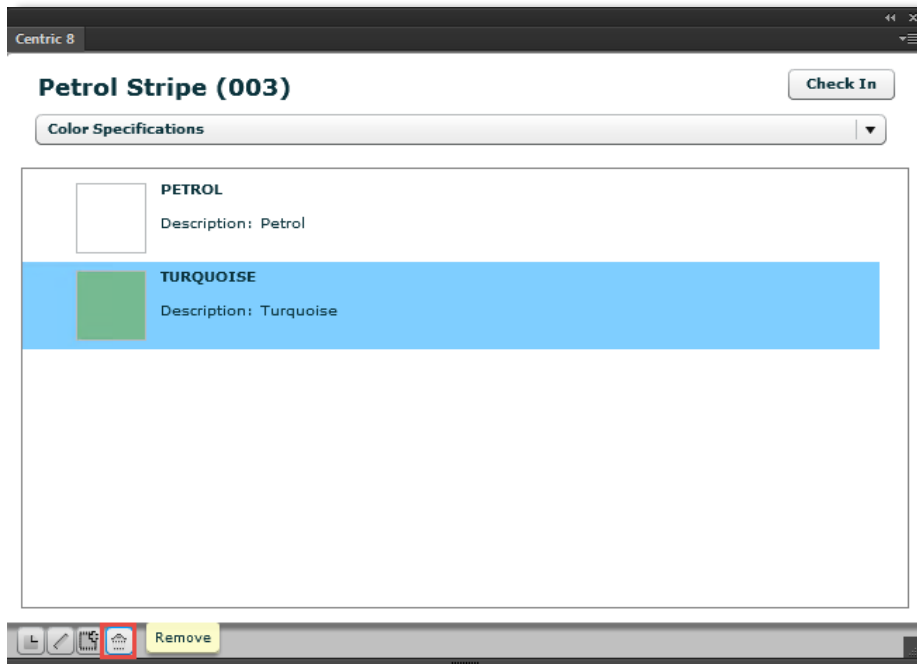 Centric 8
Petrol Stripe (003)
Check In
Color Specifications
PETROL
Description: Petrol
TURQUOISE
Description: Turquoise
Remove